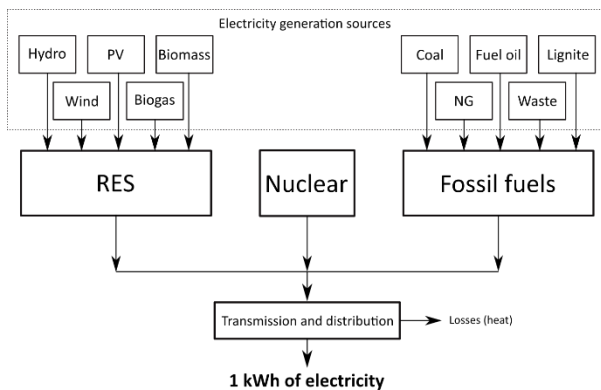 Electricity generation sources
Hydro PV Biomass Coal Fuel oil Lignite
Wind Biogas NG Waste
RES Nuclear Fossil fuels
Transmission and distribution Losses (heat)
1 kWh of electricity